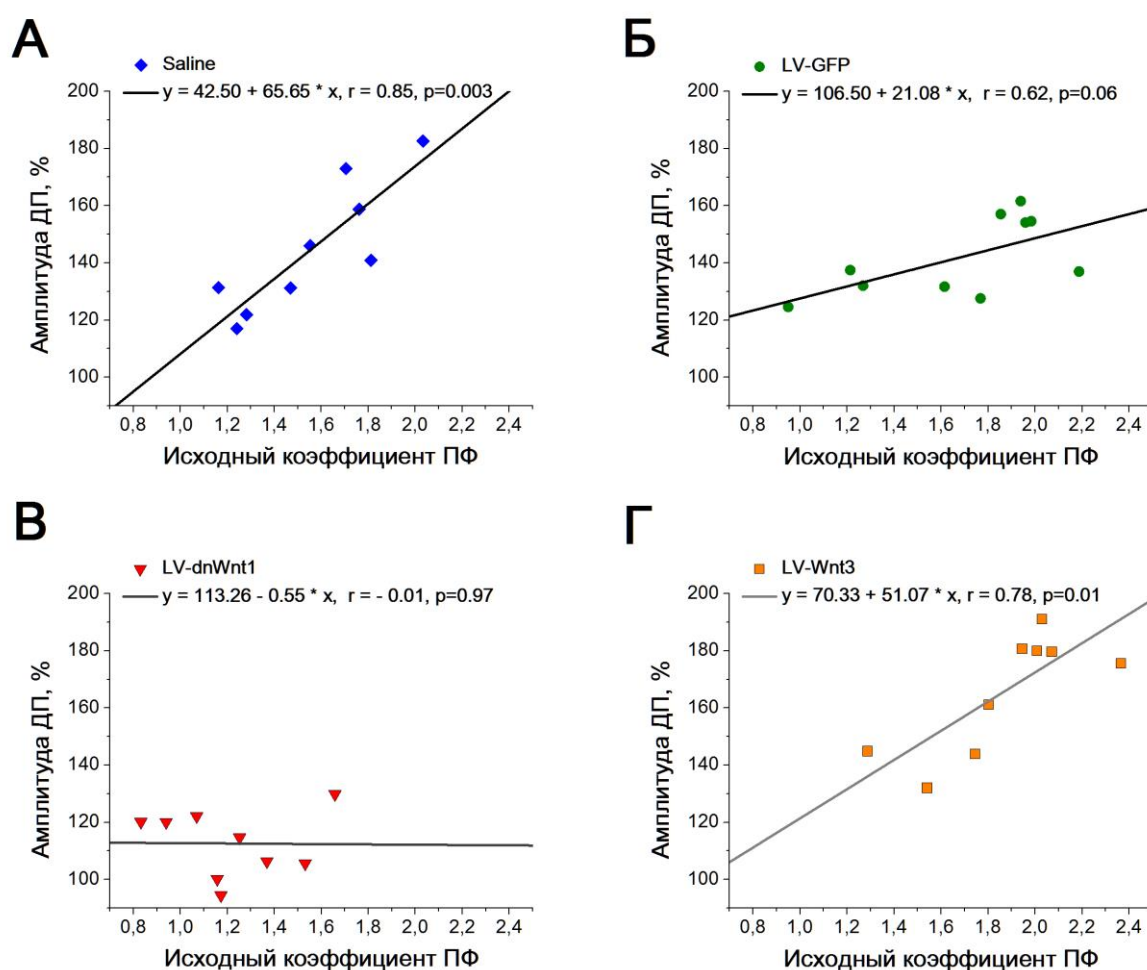 А
Saline
y = 42.50 + 65.65 * x, r = 0.85, p=0.003
200
180
160
140
120
100
Амплитуда ДП, %
0,8 1,0 1,2 1,4 1,6 1,8 2,0 2,2 2,4
Исходный коэффициент ПФ
Б
LV-GFP
y = 106.50 + 21.08 * x, r = 0.62, p=0.06
200
180
160
140
120
100
Амплитуда ДП, %
0,8 1,0 1,2 1,4 1,6 1,8 2,0 2,2 2,4
Исходный коэффициент ПФ
В
LV-dnWnt1
y = 113.26 - 0.55 * x, r = - 0.01, p=0.97
200
180
160
140
120
100
Амплитуда ДП, %
0,8 1,0 1,2 1,4 1,6 1,8 2,0 2,2 2,4
Исходный коэффициент ПФ
Г
LV-Wnt3
y = 70.33 + 51.07 * x, r = 0.78, p=0.01
200
180
160
140
120
100
Амплитуда ДП, %
0,8 1,0 1,2 1,4 1,6 1,8 2,0 2,2 2,4
Исходный коэффициент ПФ